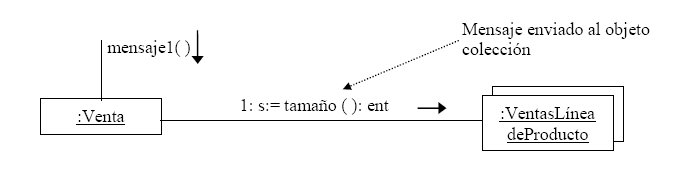 Mensaje enviado al objeto
colección
mensaje1( )
1: s:= tamaño ( ): ent
:Venta
:VentasLínea
deProducto